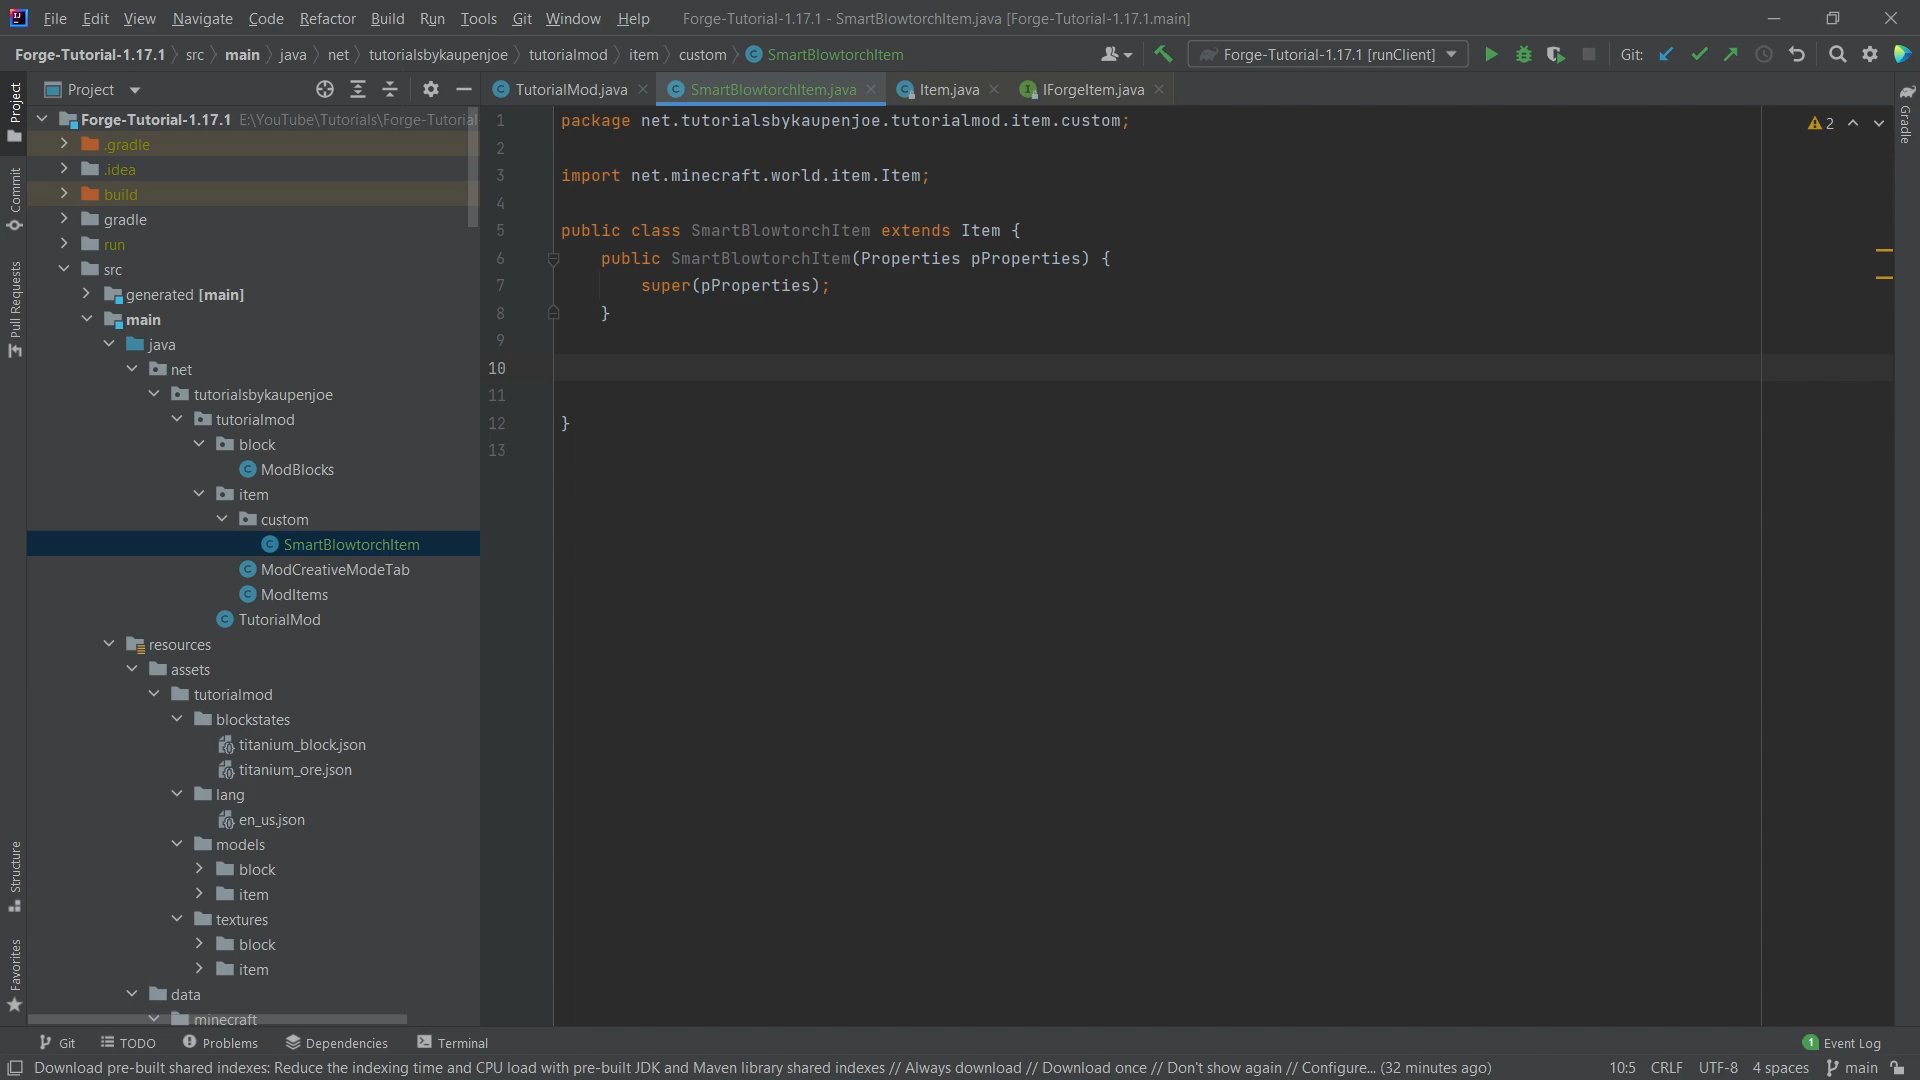 File Edit View Navigate Code Refactor Build Run Tools Git Window Help Forge-Tutorial-1.17.1 - SmartBlowtorchItem.java [Forge-Tutorial-1.17.1.main]
Forge-Tutorial-1.17.1 src main java net tutorialsbykaupenjoe tutorialmod item custom SmartBlowtorchItem Forge-Tutorial-1.17.1 [runClient] Git:
Project TutorialMod.java SmartBlowtorchItem.java Item.java IForgeItem.java
Project
Commit
Pull Requests
Structure
Favorites
Forge-Tutorial-1.17.1 E:\YouTube\Tutorials\Forge-Tutorial
.gradle
.idea
build
gradle
run
src
generated [main]
main
java
net
tutorialsbykaupenjoe
tutorialmod
block
ModBlocks
item
custom
SmartBlowtorchItem
ModCreativeModeTab
ModItems
TutorialMod
resources
assets
tutorialmod
blockstates
titanium_block.json
titanium_ore.json
lang
en_us.json
models
block
item
textures
block
item
data
minecraft
1 package net.tutorialsbykaupenjoe.tutorialmod.item.custom;
2
3 import net.minecraft.world.item.Item;
4
5 public class SmartBlowtorchItem extends Item {
6 public SmartBlowtorchItem(Properties pProperties) {
7 super(pProperties);
8 }
9
10
11
12 }
13
2
Gradle
Git TODO Problems Dependencies Terminal 1 Event Log
Download pre-built shared indexes: Reduce the indexing time and CPU load with pre-built JDK and Maven library shared indexes // Always download // Download once // Don't show again // Configure... (32 minutes ago) 10:5 CRLF UTF-8 4 spaces main